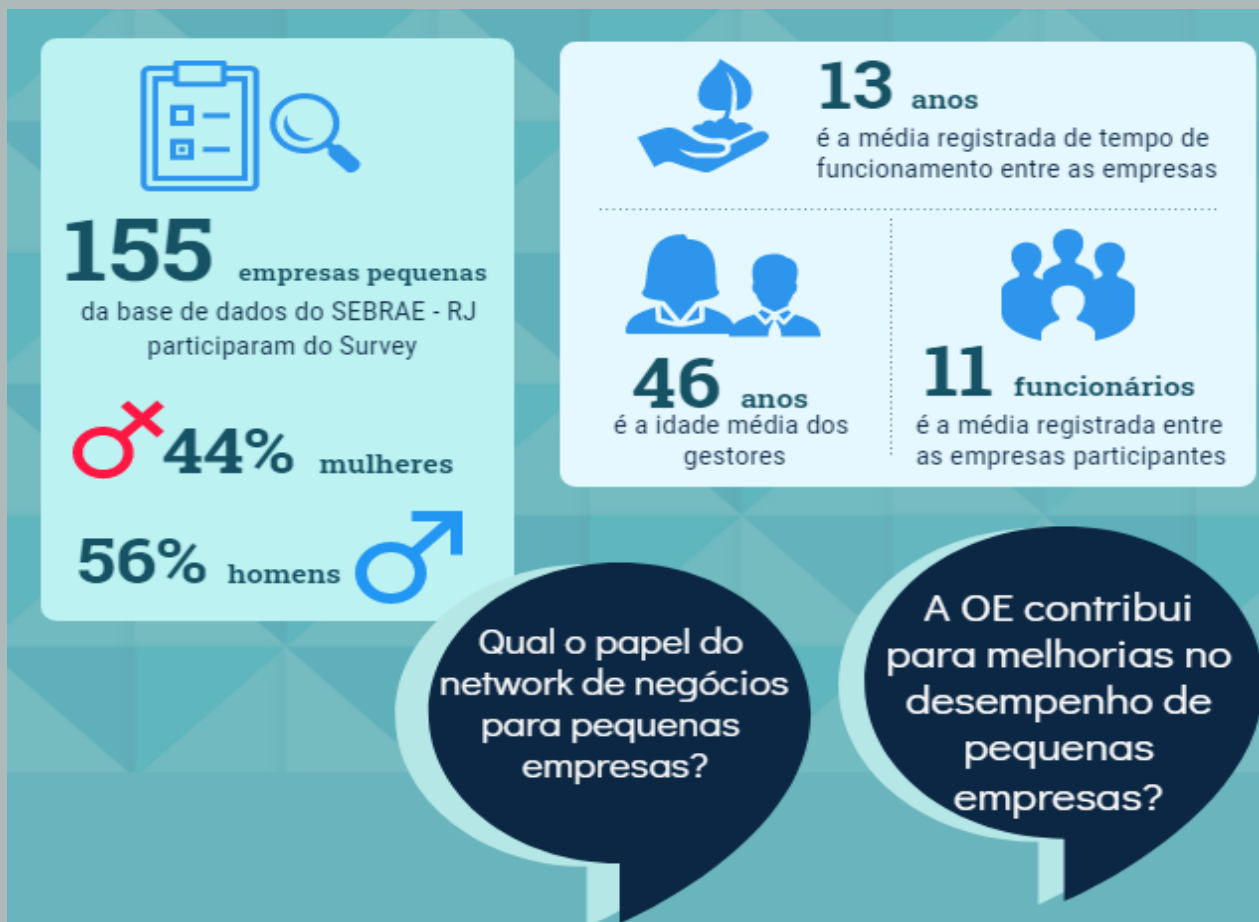 155 empresas pequenas
da base de dados do SEBRAE - RJ
participaram do Survey
44% mulheres
56% homens
13 anos
é a média registrada de tempo de
funcionamento entre as empresas
46 anos
é a idade média dos
gestores
11 funcionários
é a média registrada entre
as empresas participantes
Qual o papel do
network de negócios
para pequenas
empresas?
A OE contribui
para melhorias no
desempenho de
pequenas
empresas?